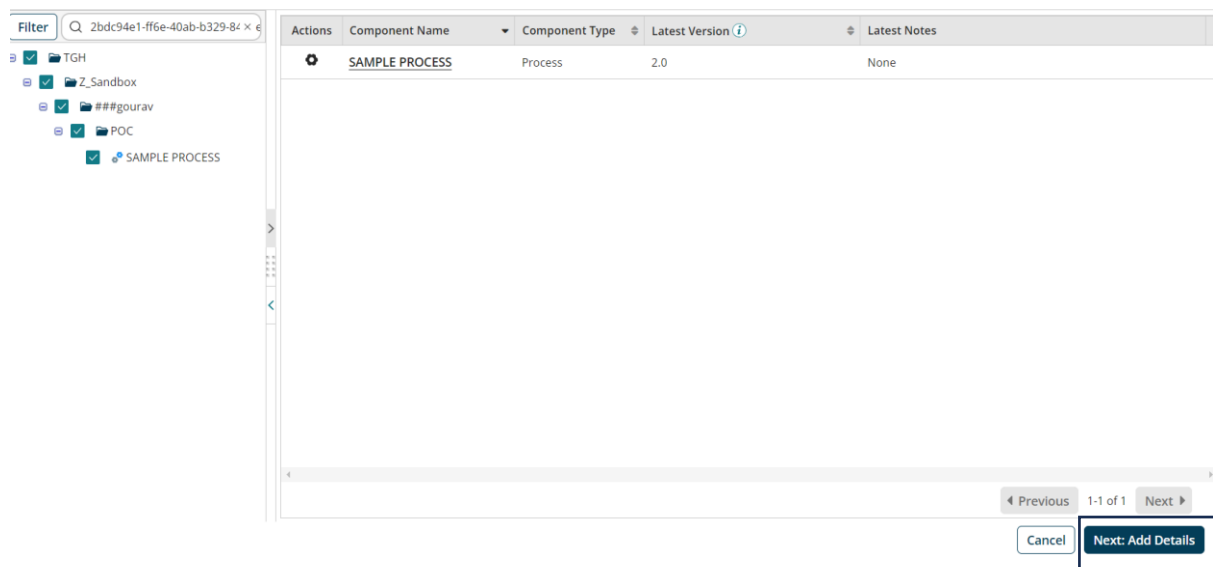 Filter
2bdc94e1-ff6e-40ab-b329-84
TGH
Z_Sandbox
###gourav
POC
SAMPLE PROCESS
Actions Component Name Component Type Latest Version i Latest Notes
SAMPLE PROCESS Process 2.0 None
Previous 1-1 of 1 Next
Cancel Next: Add Details